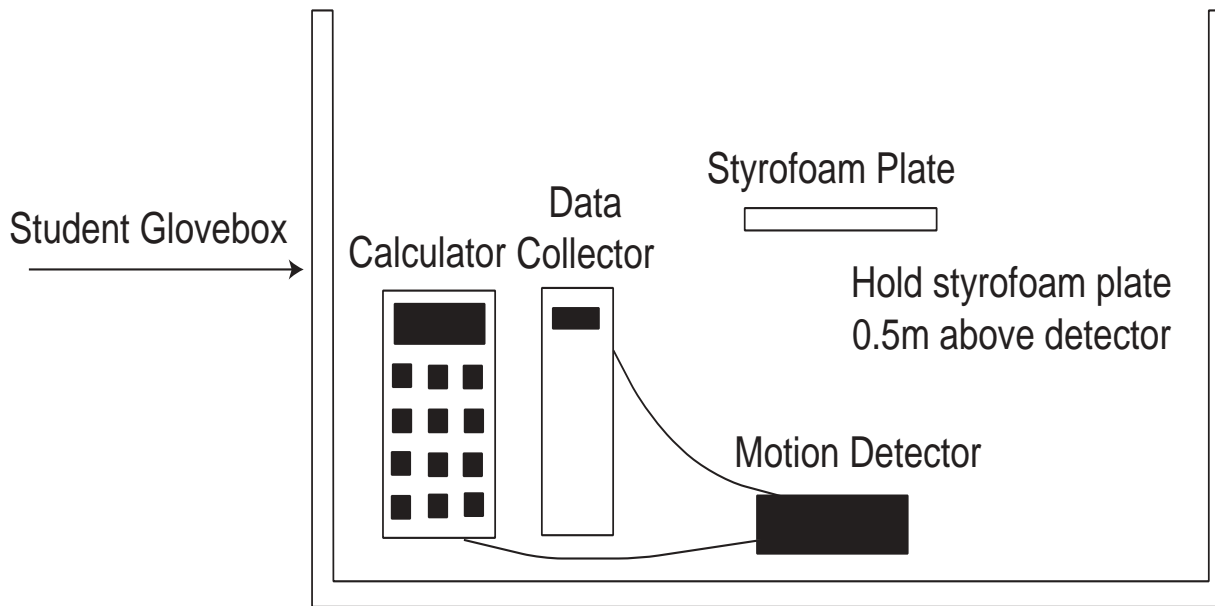 Student Glovebox
Calculator
Data
Collector
Styrofoam Plate
Hold styrofoam plate
0.5m above detector
Motion Detector